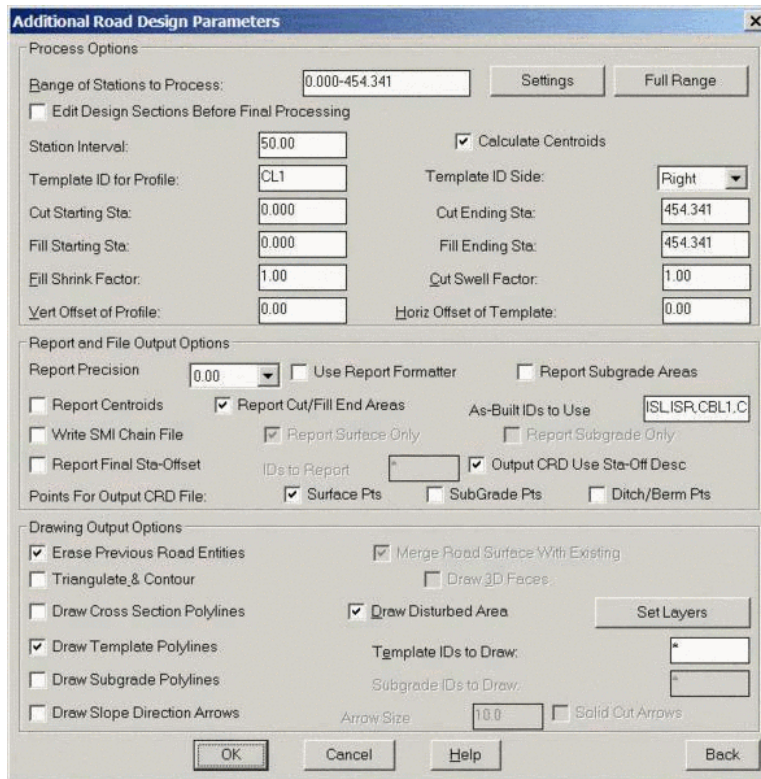 Additional Road Design Parameters
Process Options
Range of Stations to Process: 0.000-454.341 Settings Full Range
Edit Design Sections Before Final Processing
Station Interval: 50.00 Calculate Centroids
Template ID for Profile: CL1 Template ID Side: Right
Cut Starting Sta: 0.000 Cut Ending Sta: 454.341
Fill Starting Sta: 0.000 Fill Ending Sta: 454.341
Fill Shrink Factor: 1.00 Cut Swell Factor: 1.00
Vert Offset of Profile: 0.00 Horiz Offset of Template: 0.00
Report and File Output Options
Report Precision 0.00 Use Report Formatter Report Subgrade Areas
Report Centroids Report Cut/Fill End Areas As-Built IDs to Use ISL,ISR,CBL1,C
Write SMI Chain File Report Surface Only Report Subgrade Only
Report Final Sta-Offset IDs to Report * Output CRD Use Sta-Off Desc
Points For Output CRD File: Surface Pts SubGrade Pts Ditch/Berm Pts
Drawing Output Options
Erase Previous Road Entities Merge Road Surface With Existing
Triangulate & Contour Draw 3D Faces
Draw Cross Section Polylines Draw Disturbed Area Set Layers
Draw Template Polylines Template IDs to Draw: *
Draw Subgrade Polylines Subgrade IDs to Draw: *
Draw Slope Direction Arrows Arrow Size 10.0 Solid Cut Arrows
OK Cancel Help Back